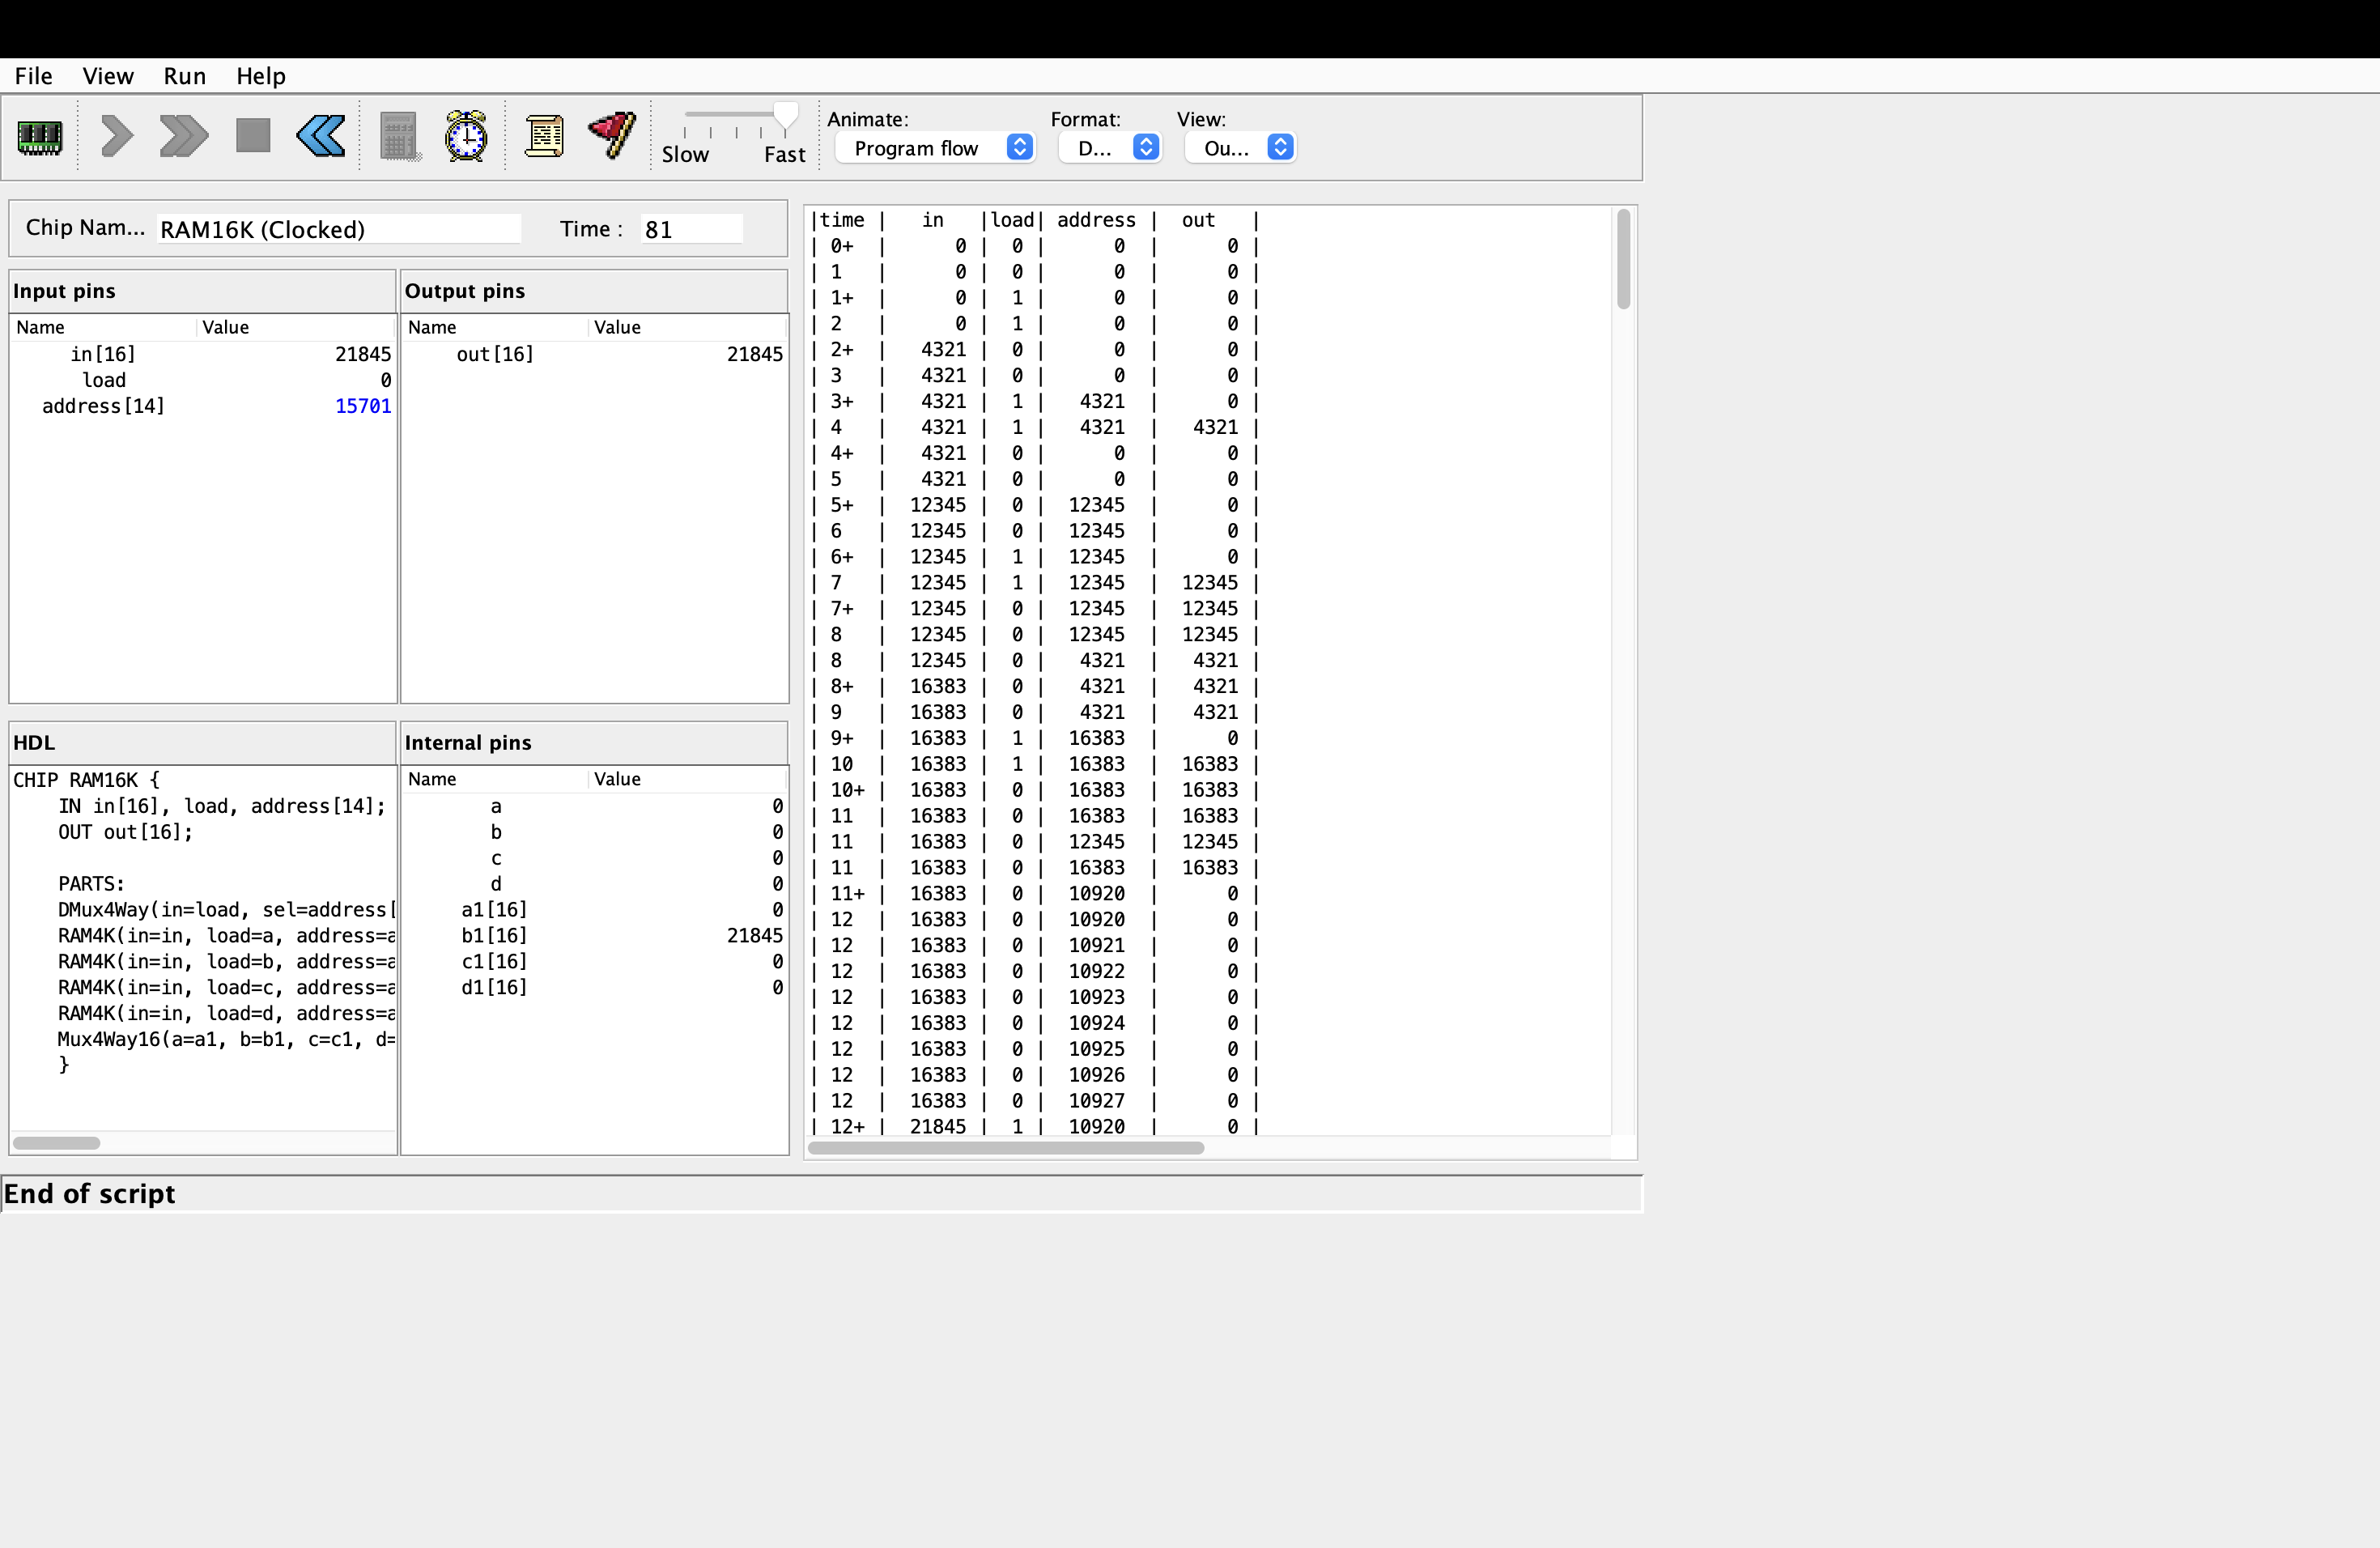 File View Run Help
Slow Fast
Animate: Format: View:
Program flow D... Ou...
Chip Nam... RAM16K (Clocked) Time : 81
Input pins
Name Value
in[16] 21845
load 0
address[14] 15701
Output pins
Name Value
out[16] 21845
HDL
CHIP RAM16K {
IN in[16], load, address[14];
OUT out[16];
PARTS:
DMux4Way(in=load, sel=address[
RAM4K(in=in, load=a, address=a
RAM4K(in=in, load=b, address=a
RAM4K(in=in, load=c, address=a
RAM4K(in=in, load=d, address=a
Mux4Way16(a=a1, b=b1, c=c1, d=
}
Internal pins
Name Value
a 0
b 0
c 0
d 0
a1[16] 0
b1[16] 21845
c1[16] 0
d1[16] 0
|time | in |load| address | out |
| 0+ | 0 | 0 | 0 | 0 |
| 1 | 0 | 0 | 0 | 0 |
| 1+ | 0 | 1 | 0 | 0 |
| 2 | 0 | 1 | 0 | 0 |
| 2+ | 4321 | 0 | 0 | 0 |
| 3 | 4321 | 0 | 0 | 0 |
| 3+ | 4321 | 1 | 4321 | 0 |
| 4 | 4321 | 1 | 4321 | 4321 |
| 4+ | 4321 | 0 | 0 | 0 |
| 5 | 4321 | 0 | 0 | 0 |
| 5+ | 12345 | 0 | 12345 | 0 |
| 6 | 12345 | 0 | 12345 | 0 |
| 6+ | 12345 | 1 | 12345 | 0 |
| 7 | 12345 | 1 | 12345 | 12345 |
| 7+ | 12345 | 0 | 12345 | 12345 |
| 8 | 12345 | 0 | 12345 | 12345 |
| 8 | 12345 | 0 | 4321 | 4321 |
| 8+ | 16383 | 0 | 4321 | 4321 |
| 9 | 16383 | 0 | 4321 | 4321 |
| 9+ | 16383 | 1 | 16383 | 0 |
| 10 | 16383 | 1 | 16383 | 16383 |
| 10+ | 16383 | 0 | 16383 | 16383 |
| 11 | 16383 | 0 | 16383 | 16383 |
| 11 | 16383 | 0 | 12345 | 12345 |
| 11 | 16383 | 0 | 16383 | 16383 |
| 11+ | 16383 | 0 | 10920 | 0 |
| 12 | 16383 | 0 | 10920 | 0 |
| 12 | 16383 | 0 | 10921 | 0 |
| 12 | 16383 | 0 | 10922 | 0 |
| 12 | 16383 | 0 | 10923 | 0 |
| 12 | 16383 | 0 | 10924 | 0 |
| 12 | 16383 | 0 | 10925 | 0 |
| 12 | 16383 | 0 | 10926 | 0 |
| 12 | 16383 | 0 | 10927 | 0 |
| 12+ | 21845 | 1 | 10920 | 0 |
End of script